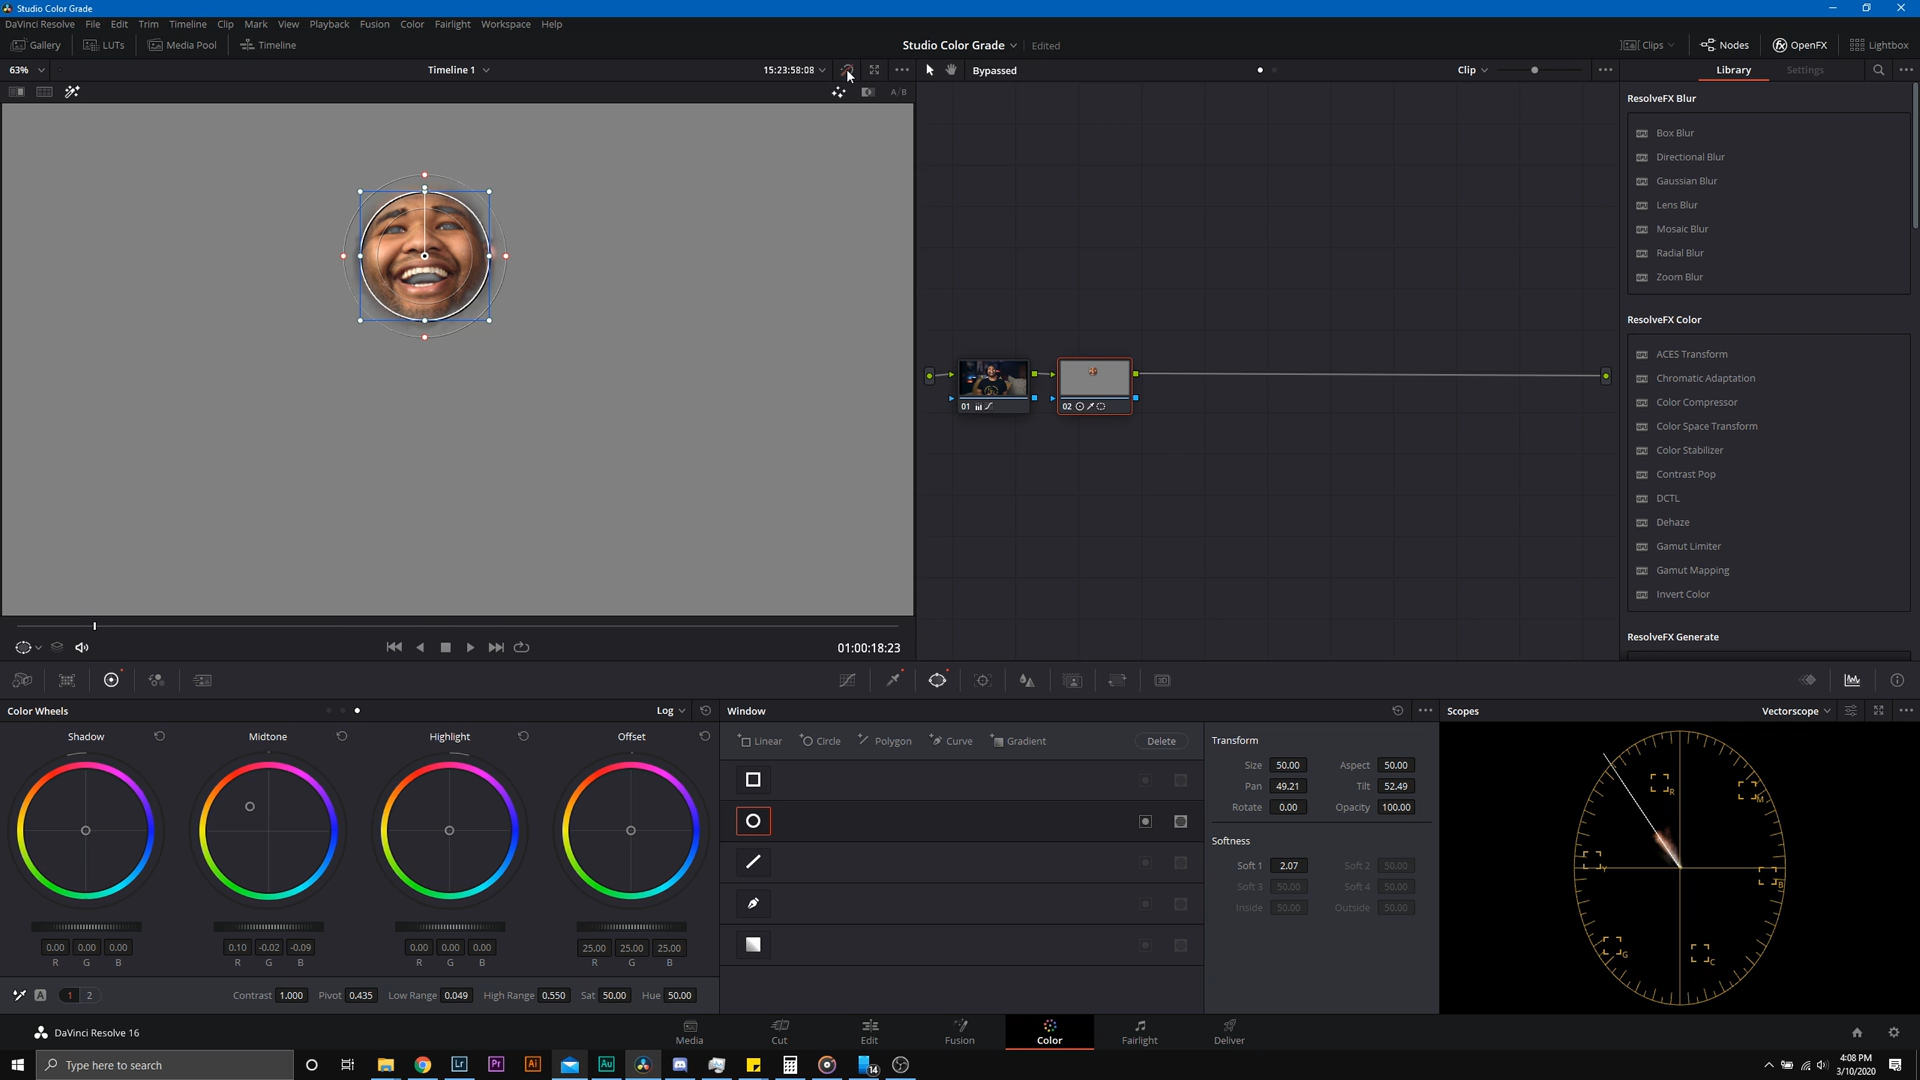 Studio Color Grade
DaVinci Resolve File Edit Trim Timeline Clip Mark View Playback Fusion Color Fairlight Workspace Help
Gallery LUTs Media Pool Timeline Studio Color Grade Edited Clips Nodes OpenFX Lightbox
63% Timeline 1 15:23:58:08 Bypassed Clip Library Settings
A/B
ResolveFX Blur
Box Blur
Directional Blur
Gaussian Blur
Lens Blur
Mosaic Blur
Radial Blur
Zoom Blur
ResolveFX Color
ACES Transform
Chromatic Adaptation
Color Compressor
Color Space Transform
Color Stabilizer
Contrast Pop
DCTL
Dehaze
Gamut Limiter
Gamut Mapping
Invert Color
ResolveFX Generate
01 02
01:00:18:23
Color Wheels Log Window Scopes Vectorscope
Shadow Midtone Highlight Offset
0.00 0.00 0.00 0.10 -0.02 -0.09 0.00 0.00 0.00 25.00 25.00 25.00
R G B R G B R G B R G B
A 1 2 Contrast 1.000 Pivot 0.435 Low Range 0.049 High Range 0.550 Sat 50.00 Hue 50.00
Linear Circle Polygon Curve Gradient Delete
Transform
Size 50.00 Aspect 50.00
Pan 49.21 Tilt 52.49
Rotate 0.00 Opacity 100.00
Softness
Soft 1 2.07 Soft 2 50.00
Soft 3 50.00 Soft 4 50.00
Inside 50.00 Outside 50.00
R M
Y B
G C
DaVinci Resolve 16 Media Cut Edit Fusion Color Fairlight Deliver
Type here to search Lr Pr Ai Au 14 4:08 PM
3/10/2020